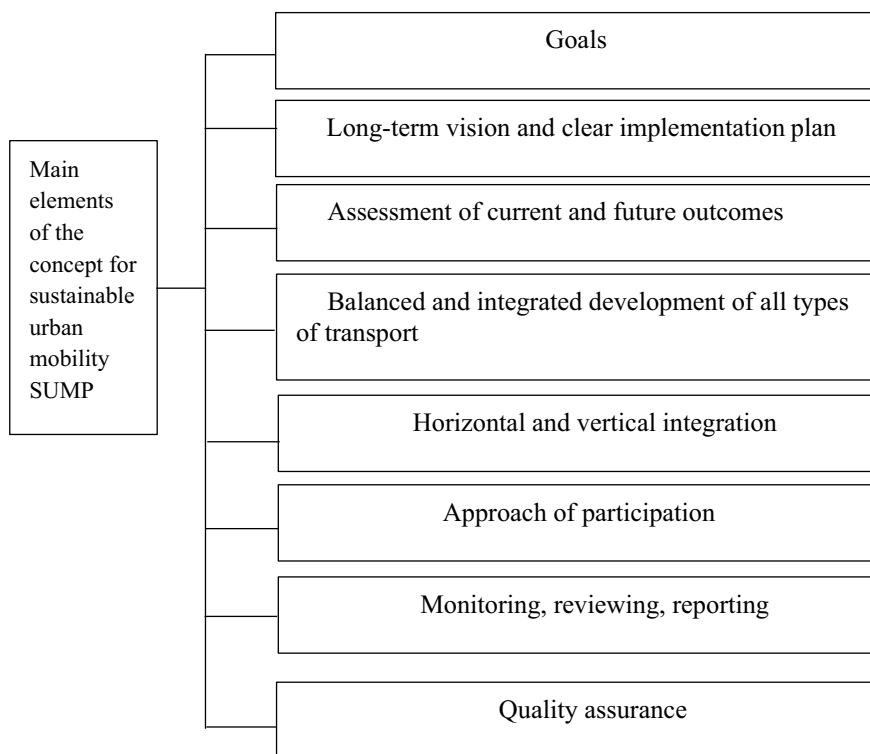 Main
elements
of the
concept for
sustainable
urban
mobility
SUMP
Goals
Long-term vision and clear implementation plan
Assessment of current and future outcomes
Balanced and integrated development of all types
of transport
Horizontal and vertical integration
Approach of participation
Monitoring, reviewing, reporting
Quality assurance